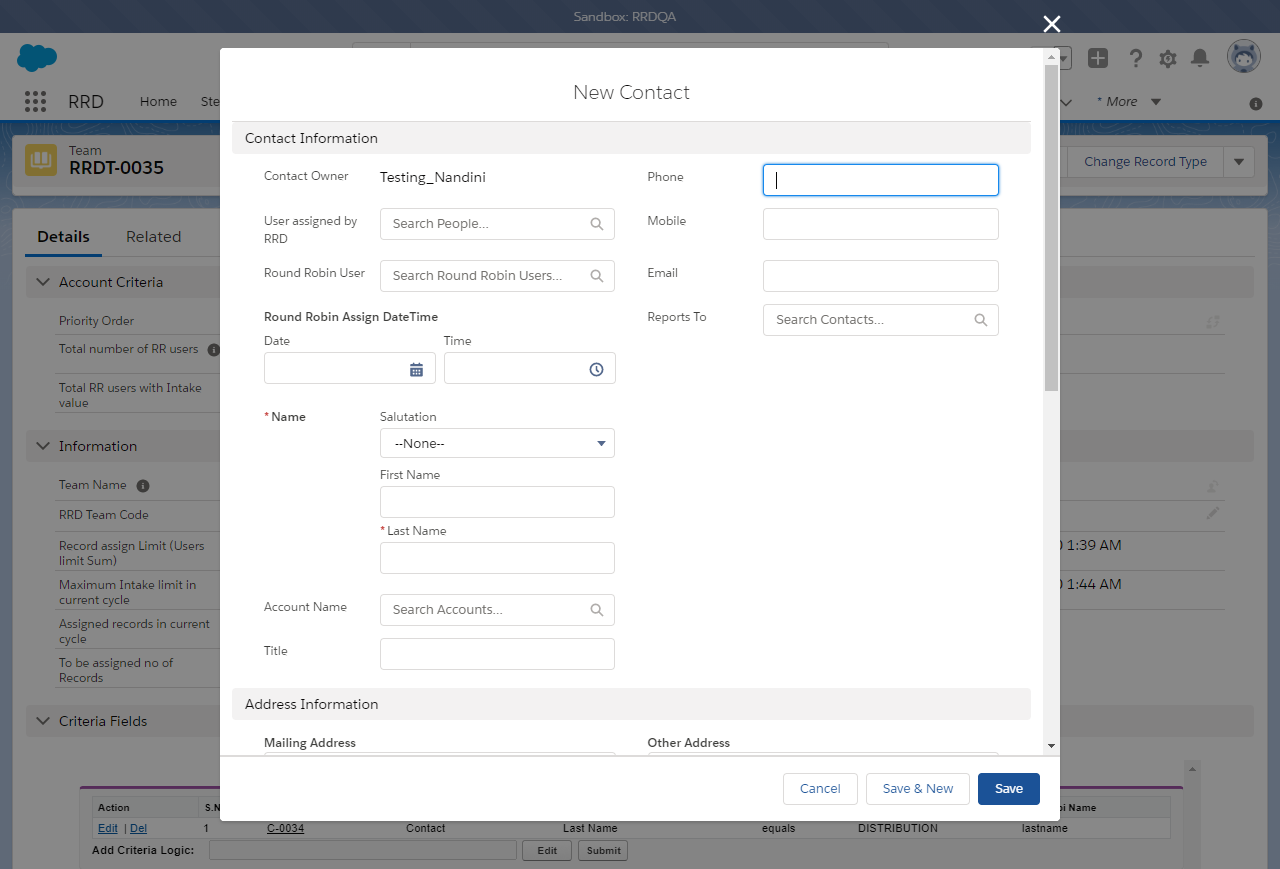 Sandbox: RRDQA
RRD
Home
* More
Team
RRDT-0035
Change Record Type
Details
Related
Account Criteria
Priority Order
Total number of RR users
Total RR users with Intake
value
Information
Team Name
RRD Team Code
Record assign Limit (Users
limit Sum)
1:39 AM
Maximum Intake limit in
current cycle
1:44 AM
Assigned records in current
cycle
To be assigned no of
Records
Criteria Fields
New Contact
Contact Information
Contact Owner
Testing_Nandini
Phone
User assigned by
RRD
Search People...
Mobile
Round Robin User
Search Round Robin Users...
Email
Round Robin Assign DateTime
Reports To
Search Contacts...
Date
Time
* Name
Salutation
--None--
First Name
* Last Name
Account Name
Search Accounts...
Title
Address Information
Mailing Address
Other Address
Cancel
Save & New
Save
Action
Name
Edit | Del
1
C-0034
Contact
Last Name
equals
DISTRIBUTION
lastname
Add Criteria Logic:
Edit
Submit